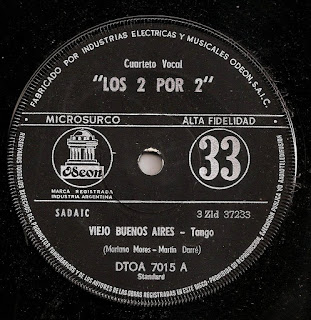 FABRICADO POR INDUSTRIAS ELECTRICAS Y MUSICALES ODEON, S.A.I.C.
Cuarteto Vocal
"LOS 2 POR 2"
MICROSURCO
ALTA FIDELIDAD
Odeon
33
MARCA REGISTRADA
INDUSTRIA ARGENTINA
SADAIC
3 Zld 37233
VIEJO BUENOS AIRES - Tango
(Mariano Mores - Martín Darré)
DTOA 7015 A
Standard